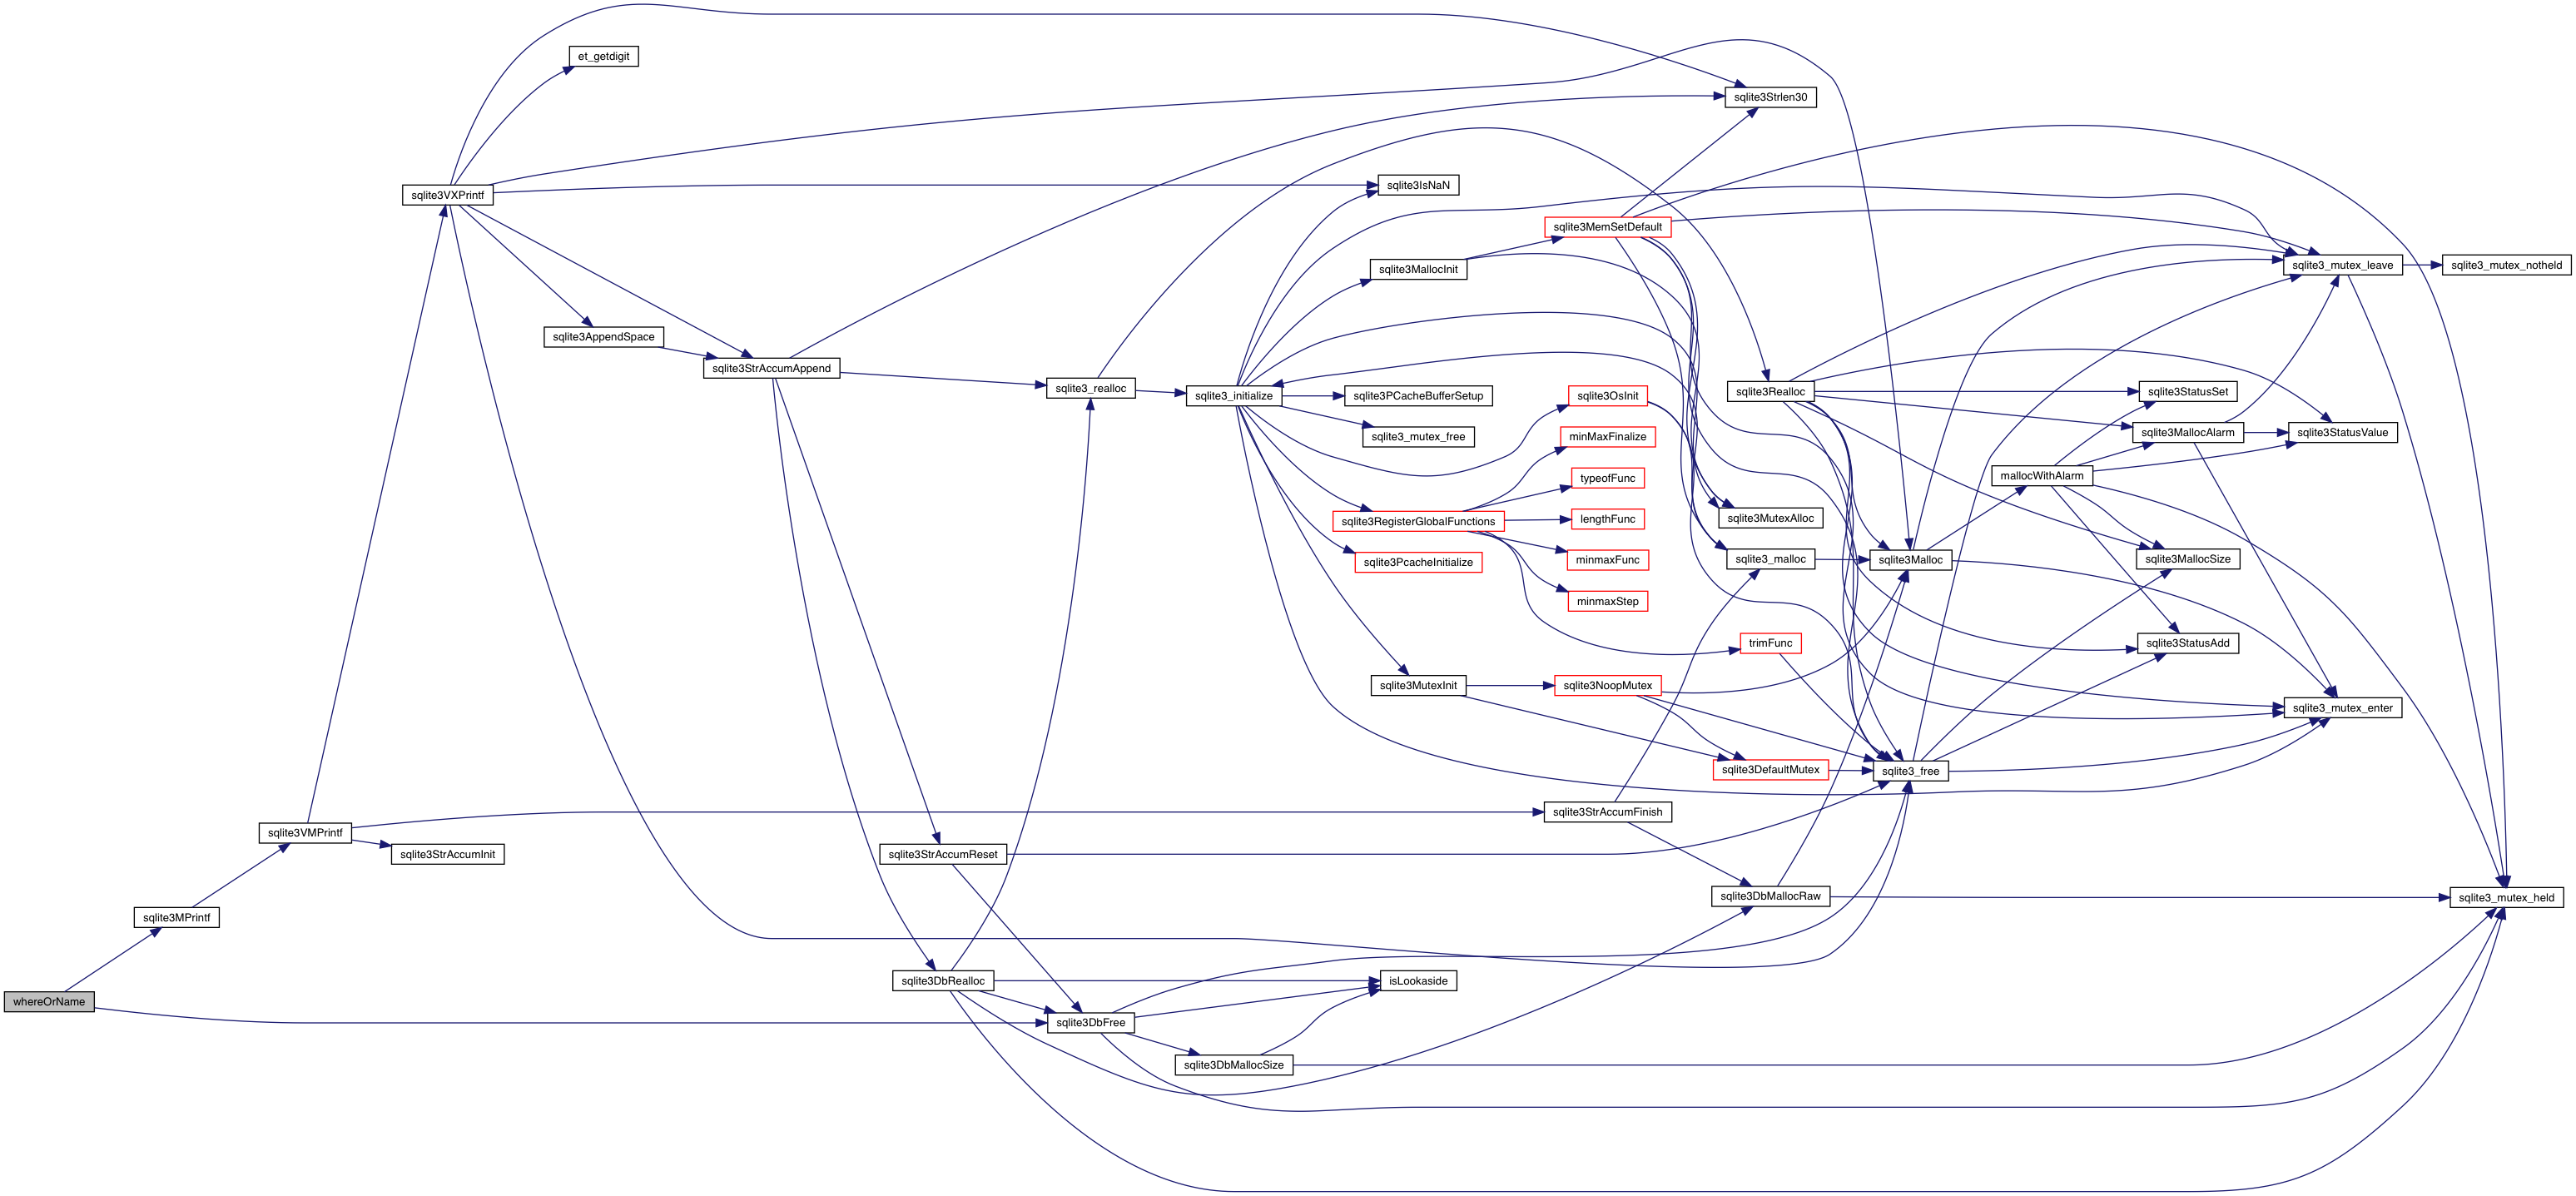 whereOrName
sqlite3MPrintf
sqlite3VMPrintf
sqlite3StrAccumInit
sqlite3VXPrintf
et_getdigit
sqlite3AppendSpace
sqlite3IsNaN
sqlite3StrAccumAppend
sqlite3StrAccumReset
sqlite3DbRealloc
sqlite3_realloc
sqlite3DbFree
sqlite3DbMallocSize
sqlite3_initialize
sqlite3MallocInit
sqlite3PCacheBufferSetup
sqlite3_mutex_free
sqlite3RegisterGlobalFunctions
sqlite3PcacheInitialize
sqlite3MutexInit
isLookaside
sqlite3MemSetDefault
sqlite3OsInit
minMaxFinalize
typeofFunc
lengthFunc
minmaxFunc
minmaxStep
sqlite3NoopMutex
sqlite3StrAccumFinish
sqlite3Strlen30
sqlite3Realloc
sqlite3MutexAlloc
sqlite3_malloc
trimFunc
sqlite3DefaultMutex
sqlite3DbMallocRaw
sqlite3Malloc
sqlite3_free
mallocWithAlarm
sqlite3StatusSet
sqlite3MallocAlarm
sqlite3MallocSize
sqlite3StatusAdd
sqlite3_mutex_leave
sqlite3StatusValue
sqlite3_mutex_enter
sqlite3_mutex_notheld
sqlite3_mutex_held